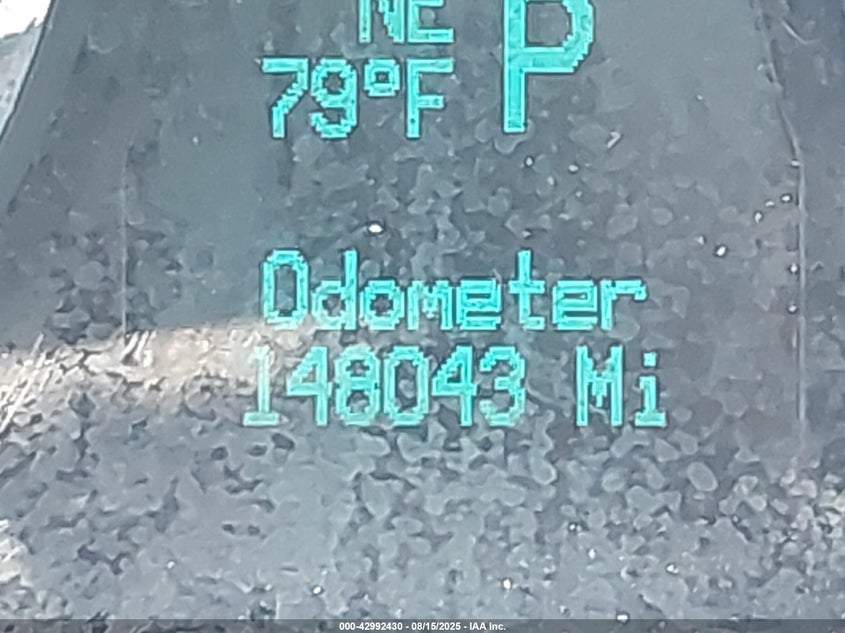 NE P
79°F
Odometer
148043 Mi
000-42992430 - 08/15/2025 - IAA Inc.